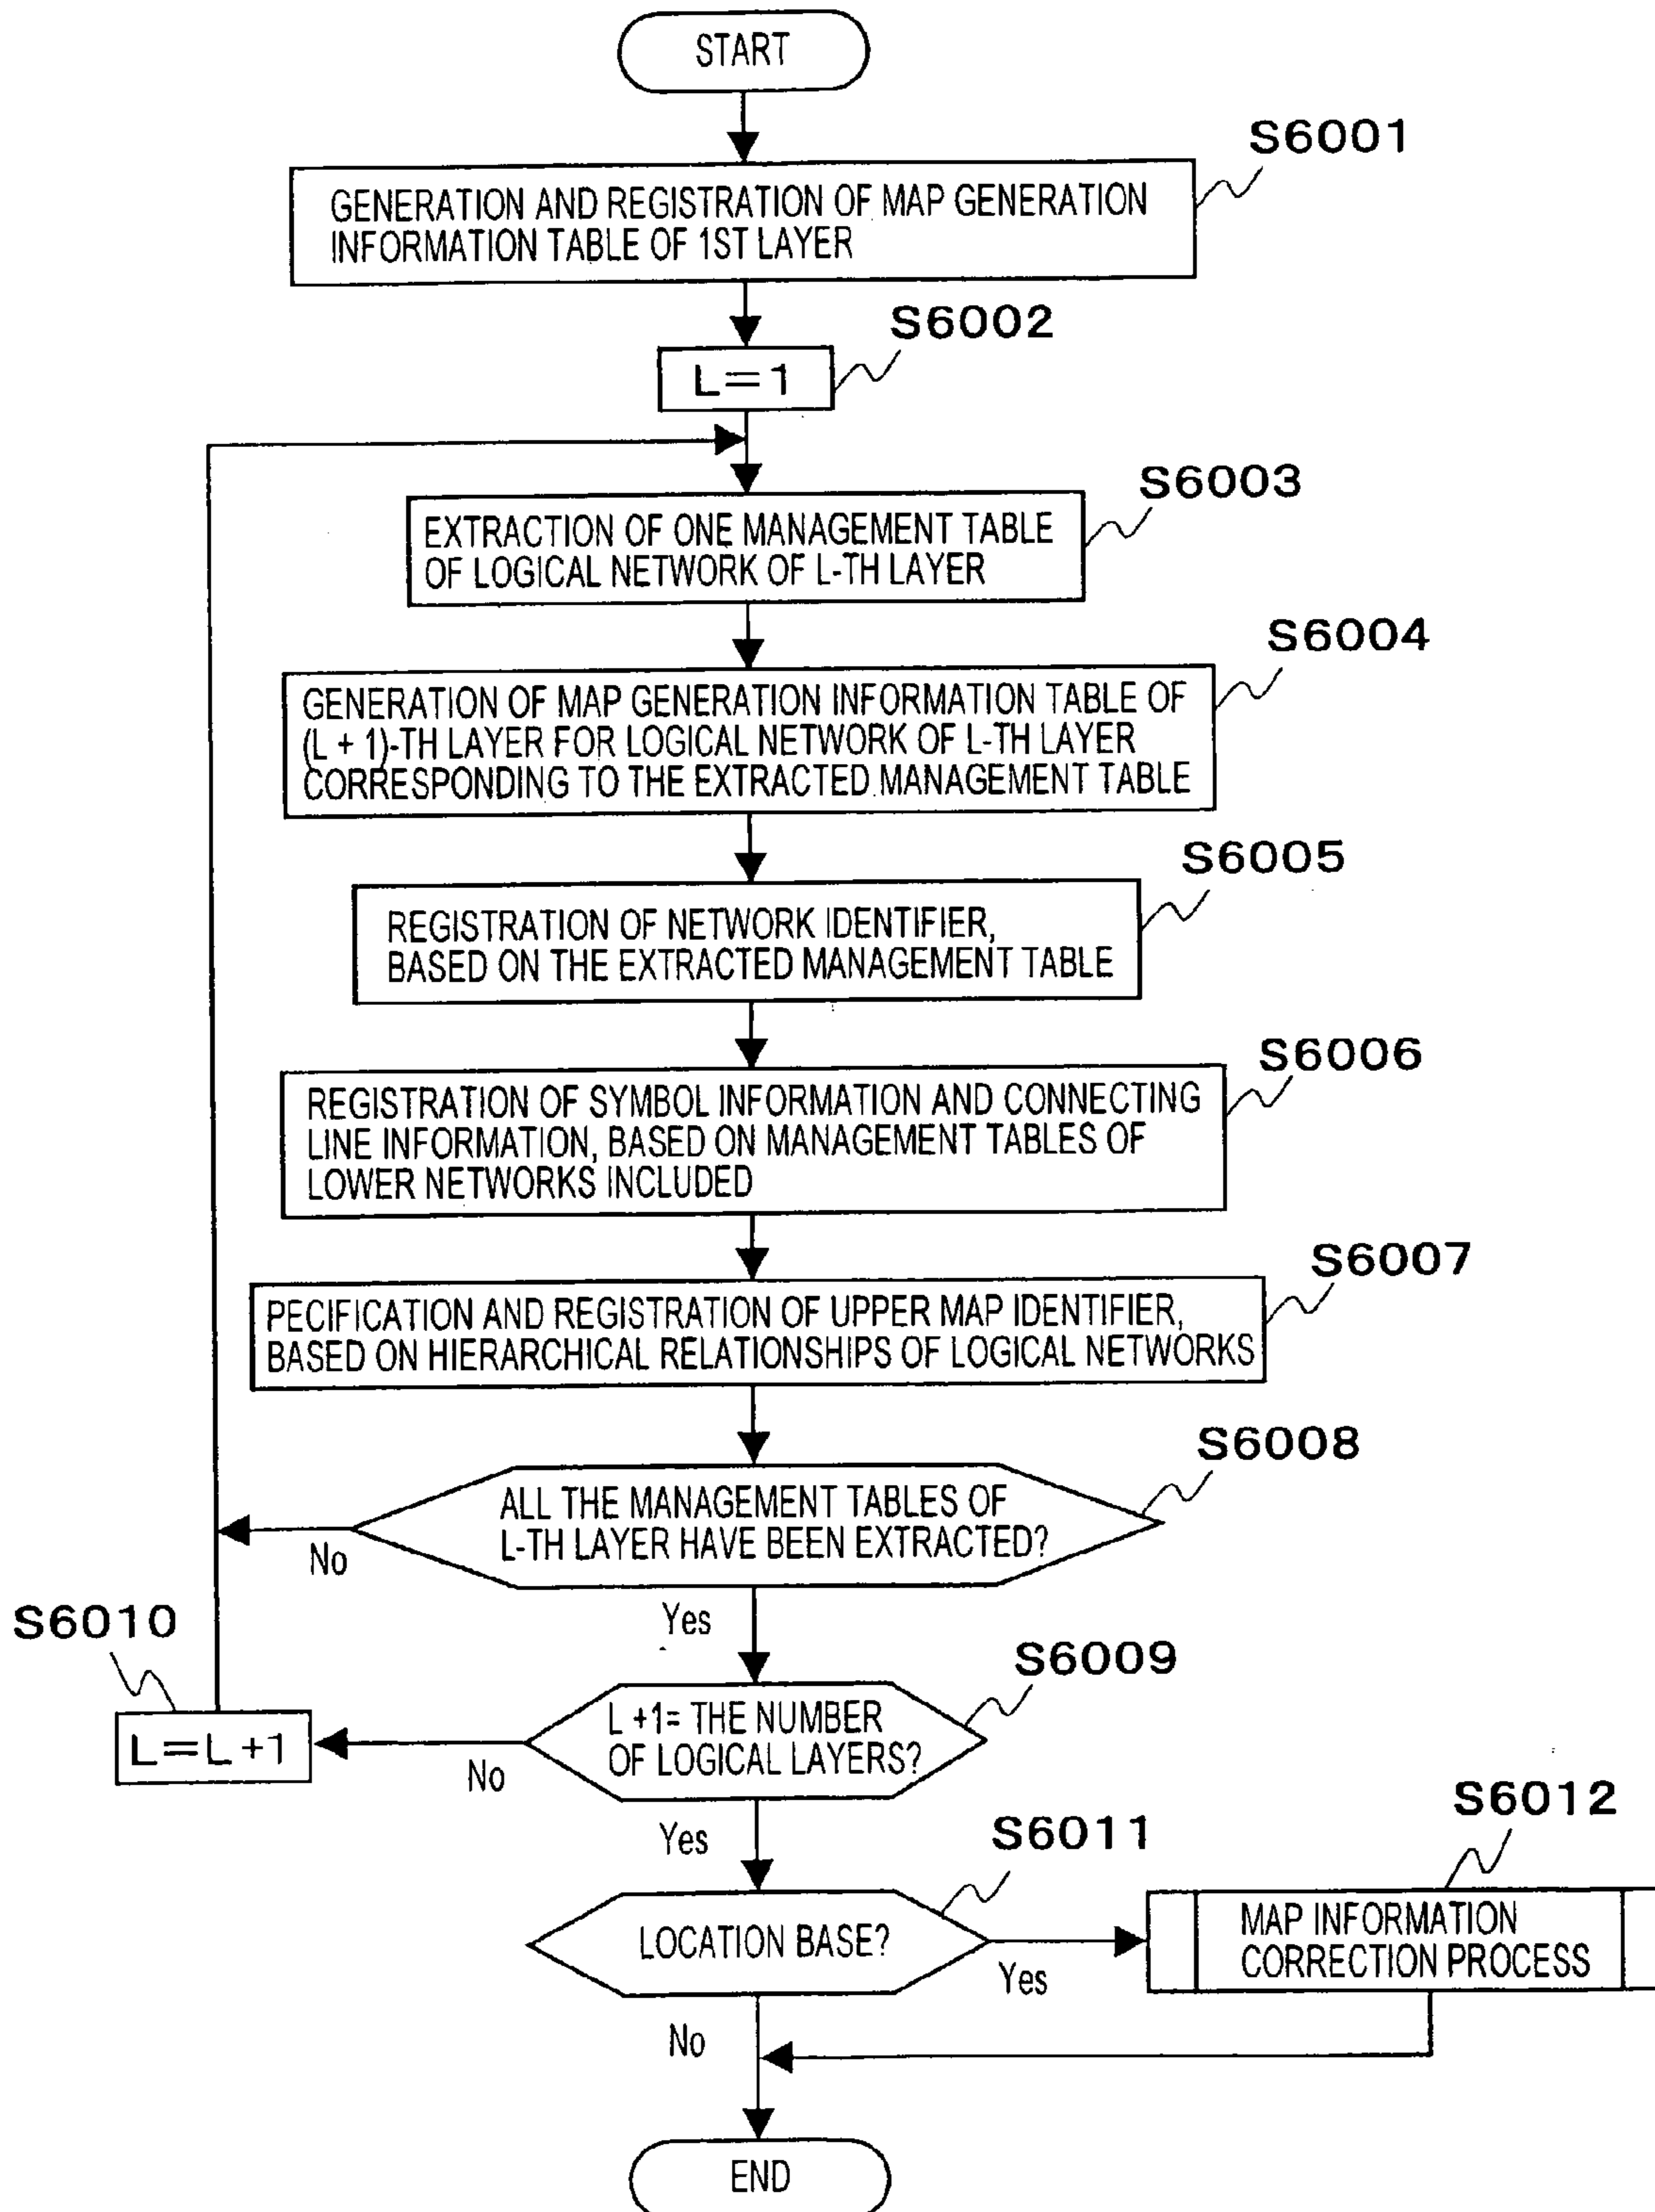 START
S6001
GENERATION AND REGISTRATION OF MAP GENERATION
INFORMATION TABLE OF 1ST LAYER
S6002
L=1
S6003
EXTRACTION OF ONE MANAGEMENT TABLE
OF LOGICAL NETWORK OF L-TH LAYER
S6004
GENERATION OF MAP GENERATION INFORMATION TABLE OF
(L + 1)-TH LAYER FOR LOGICAL NETWORK OF L-TH LAYER
CORRESPONDING TO THE EXTRACTED MANAGEMENT TABLE
S6005
REGISTRATION OF NETWORK IDENTIFIER,
BASED ON THE EXTRACTED MANAGEMENT TABLE
S6006
REGISTRATION OF SYMBOL INFORMATION AND CONNECTING
LINE INFORMATION, BASED ON MANAGEMENT TABLES OF
LOWER NETWORKS INCLUDED
S6007
PECIFICATION AND REGISTRATION OF UPPER MAP IDENTIFIER,
BASED ON HIERARCHICAL RELATIONSHIPS OF LOGICAL NETWORKS
S6008
ALL THE MANAGEMENT TABLES OF
L-TH LAYER HAVE BEEN EXTRACTED?
No
Yes
S6010
L=L+1
S6009
L +1= THE NUMBER
OF LOGICAL LAYERS?
No
Yes
S6011
LOCATION BASE?
Yes
No
S6012
MAP INFORMATION
CORRECTION PROCESS
END